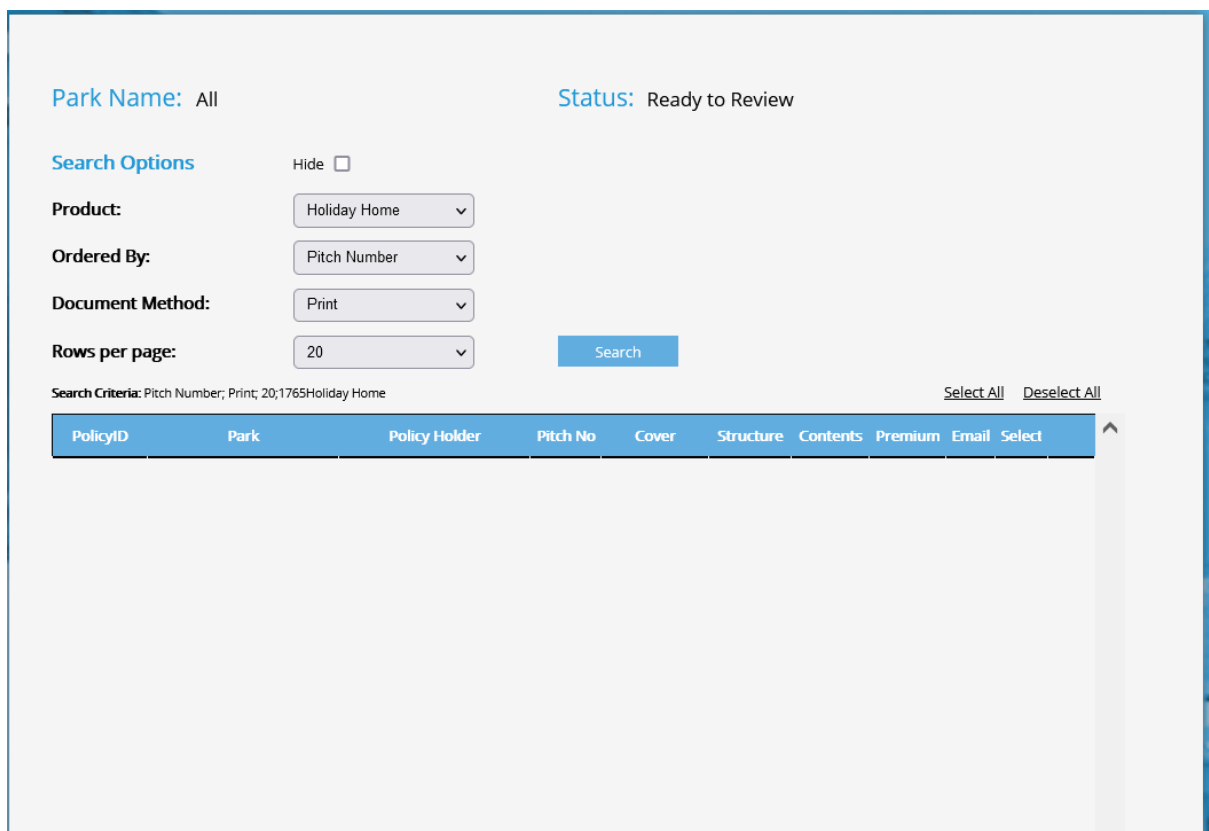 Park Name: All Status: Ready to Review
Search Options Hide
Product: Holiday Home
Ordered By: Pitch Number
Document Method: Print
Rows per page: 20 Search
Search Criteria: Pitch Number; Print; 20;1765Holiday Home Select All Deselect All
PolicyID Park Policy Holder Pitch No Cover Structure Contents Premium Email Select